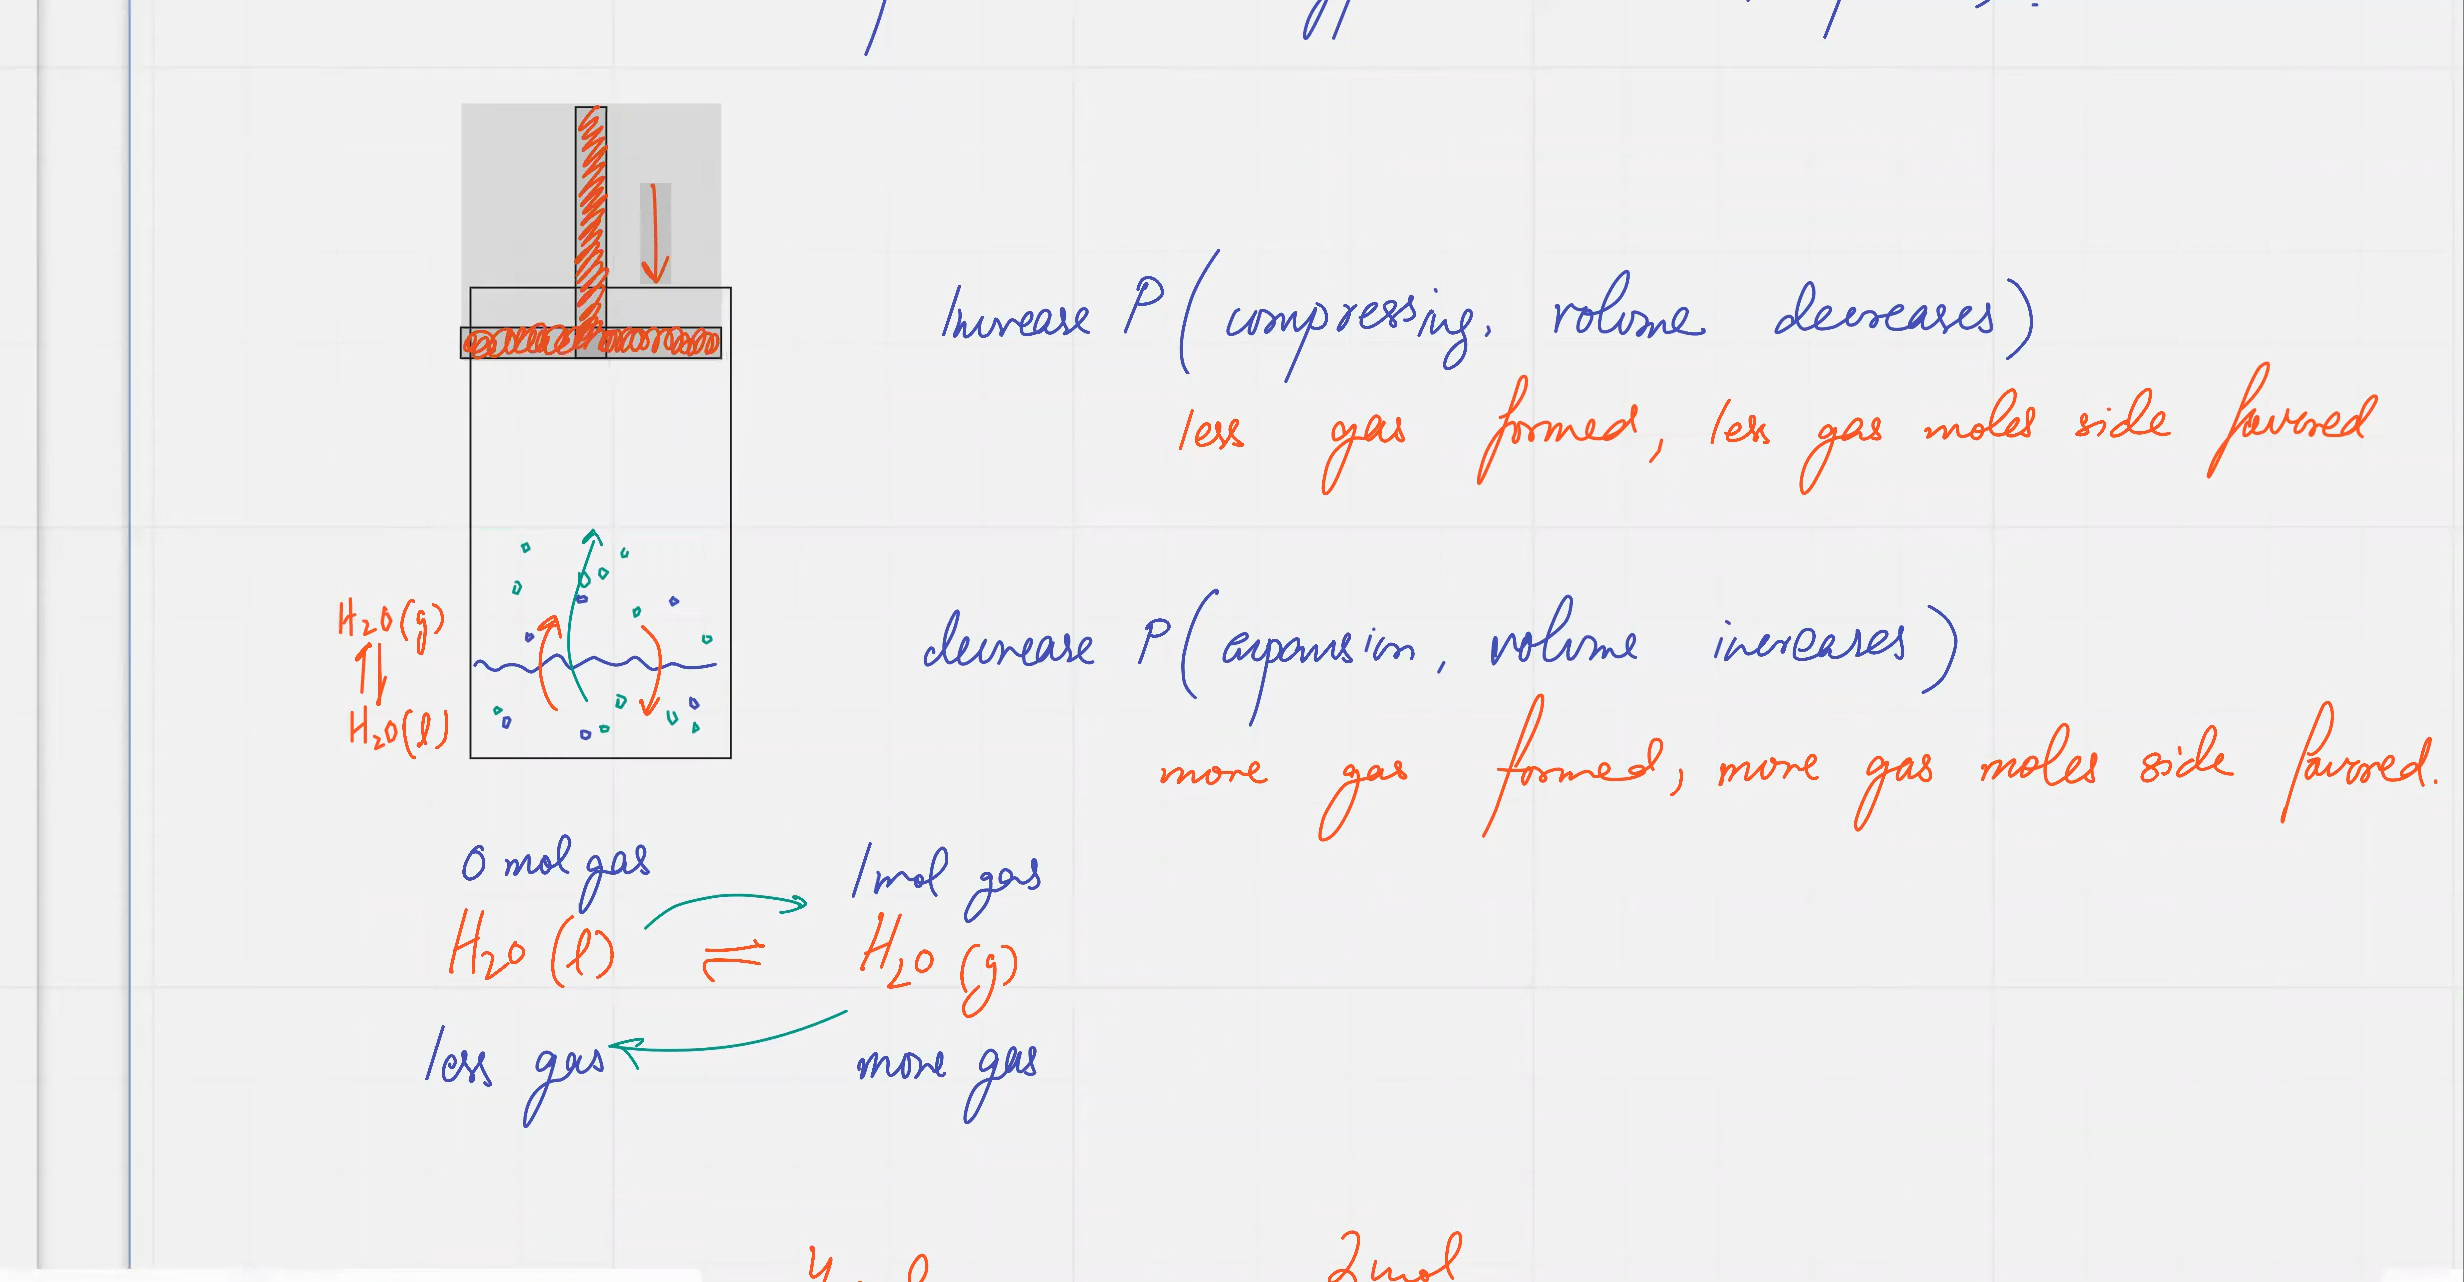 Increase P (compressing, volume decreases)
less gas formed, less gas moles side favored
H₂O(g)
⇅
H₂O(l)
decrease P (expansion, volume increases)
more gas formed, more gas moles side favored.
0 mol gas 1 mol gas
H₂O (l) ⇌ H₂O (g)
less gas more gas
2 mol